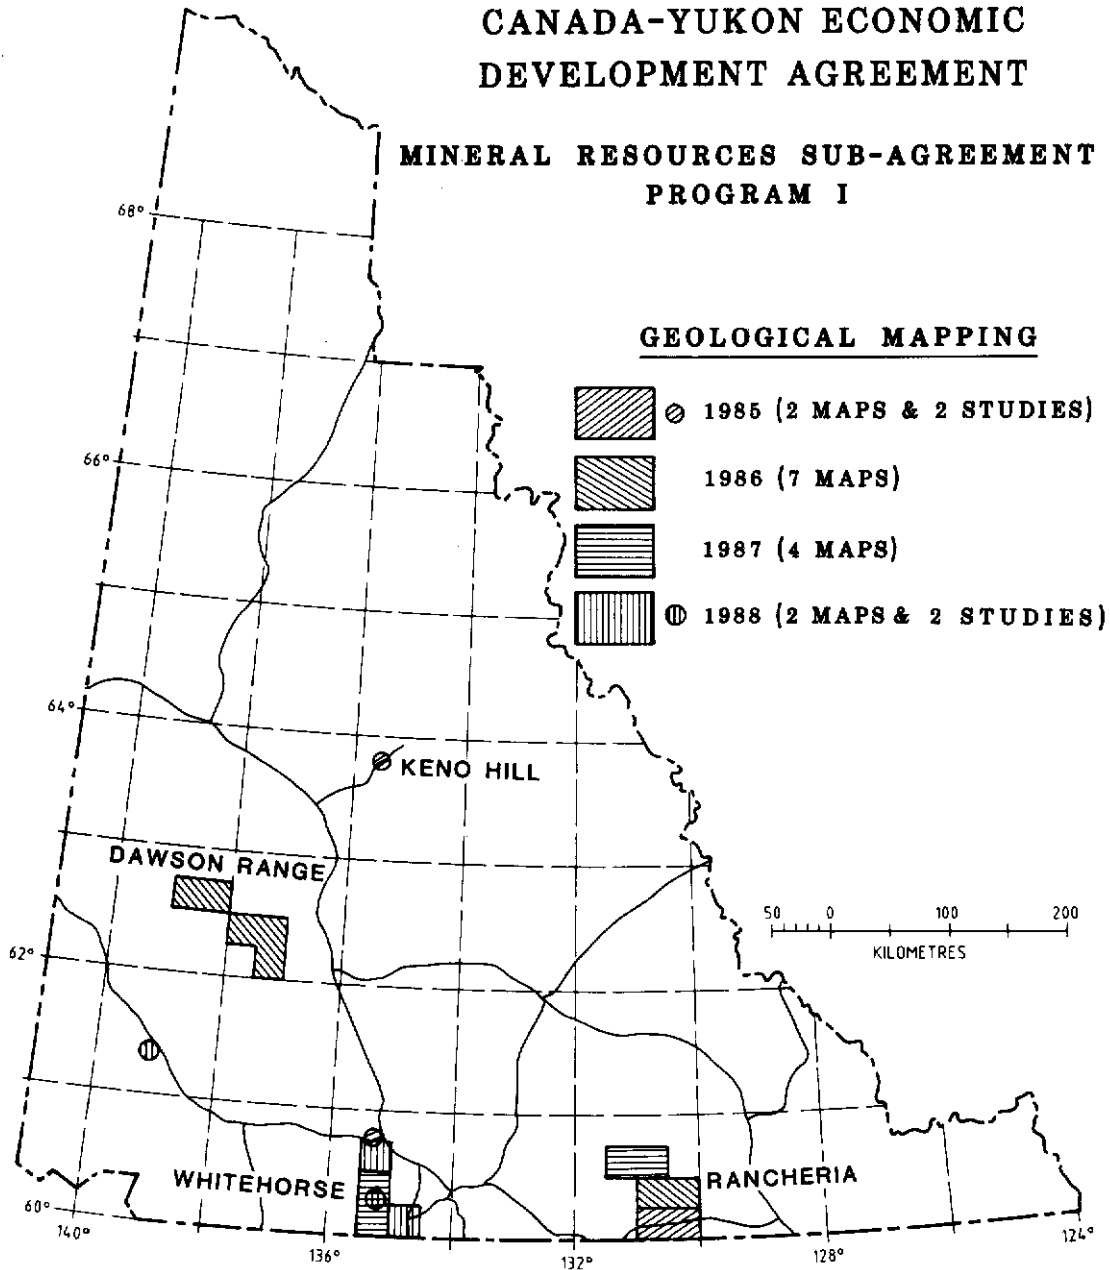 CANADA-YUKON ECONOMIC
DEVELOPMENT AGREEMENT
MINERAL RESOURCES SUB-AGREEMENT
PROGRAM I
68°
GEOLOGICAL MAPPING
1985 (2 MAPS & 2 STUDIES)
66°
1986 (7 MAPS)
1987 (4 MAPS)
1988 (2 MAPS & 2 STUDIES)
64°
KENO HILL
DAWSON RANGE
50 0 100 200
KILOMETRES
62°
WHITEHORSE
RANCHERIA
60°
140°
136°
132°
128°
124°